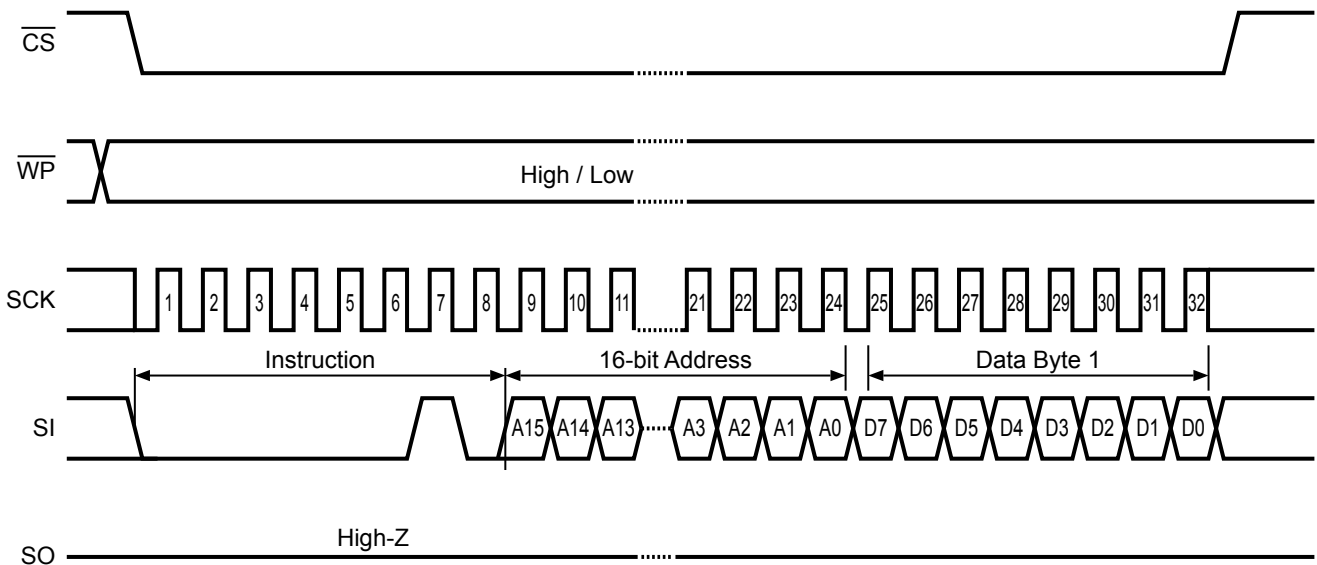 CS
WP
High / Low
SCK
1 2 3 4 5 6 7 8 9 10 11 21 22 23 24 25 26 27 28 29 30 31 32
Instruction 16-bit Address Data Byte 1
SI
A15 A14 A13 A3 A2 A1 A0 D7 D6 D5 D4 D3 D2 D1 D0
High-Z
SO